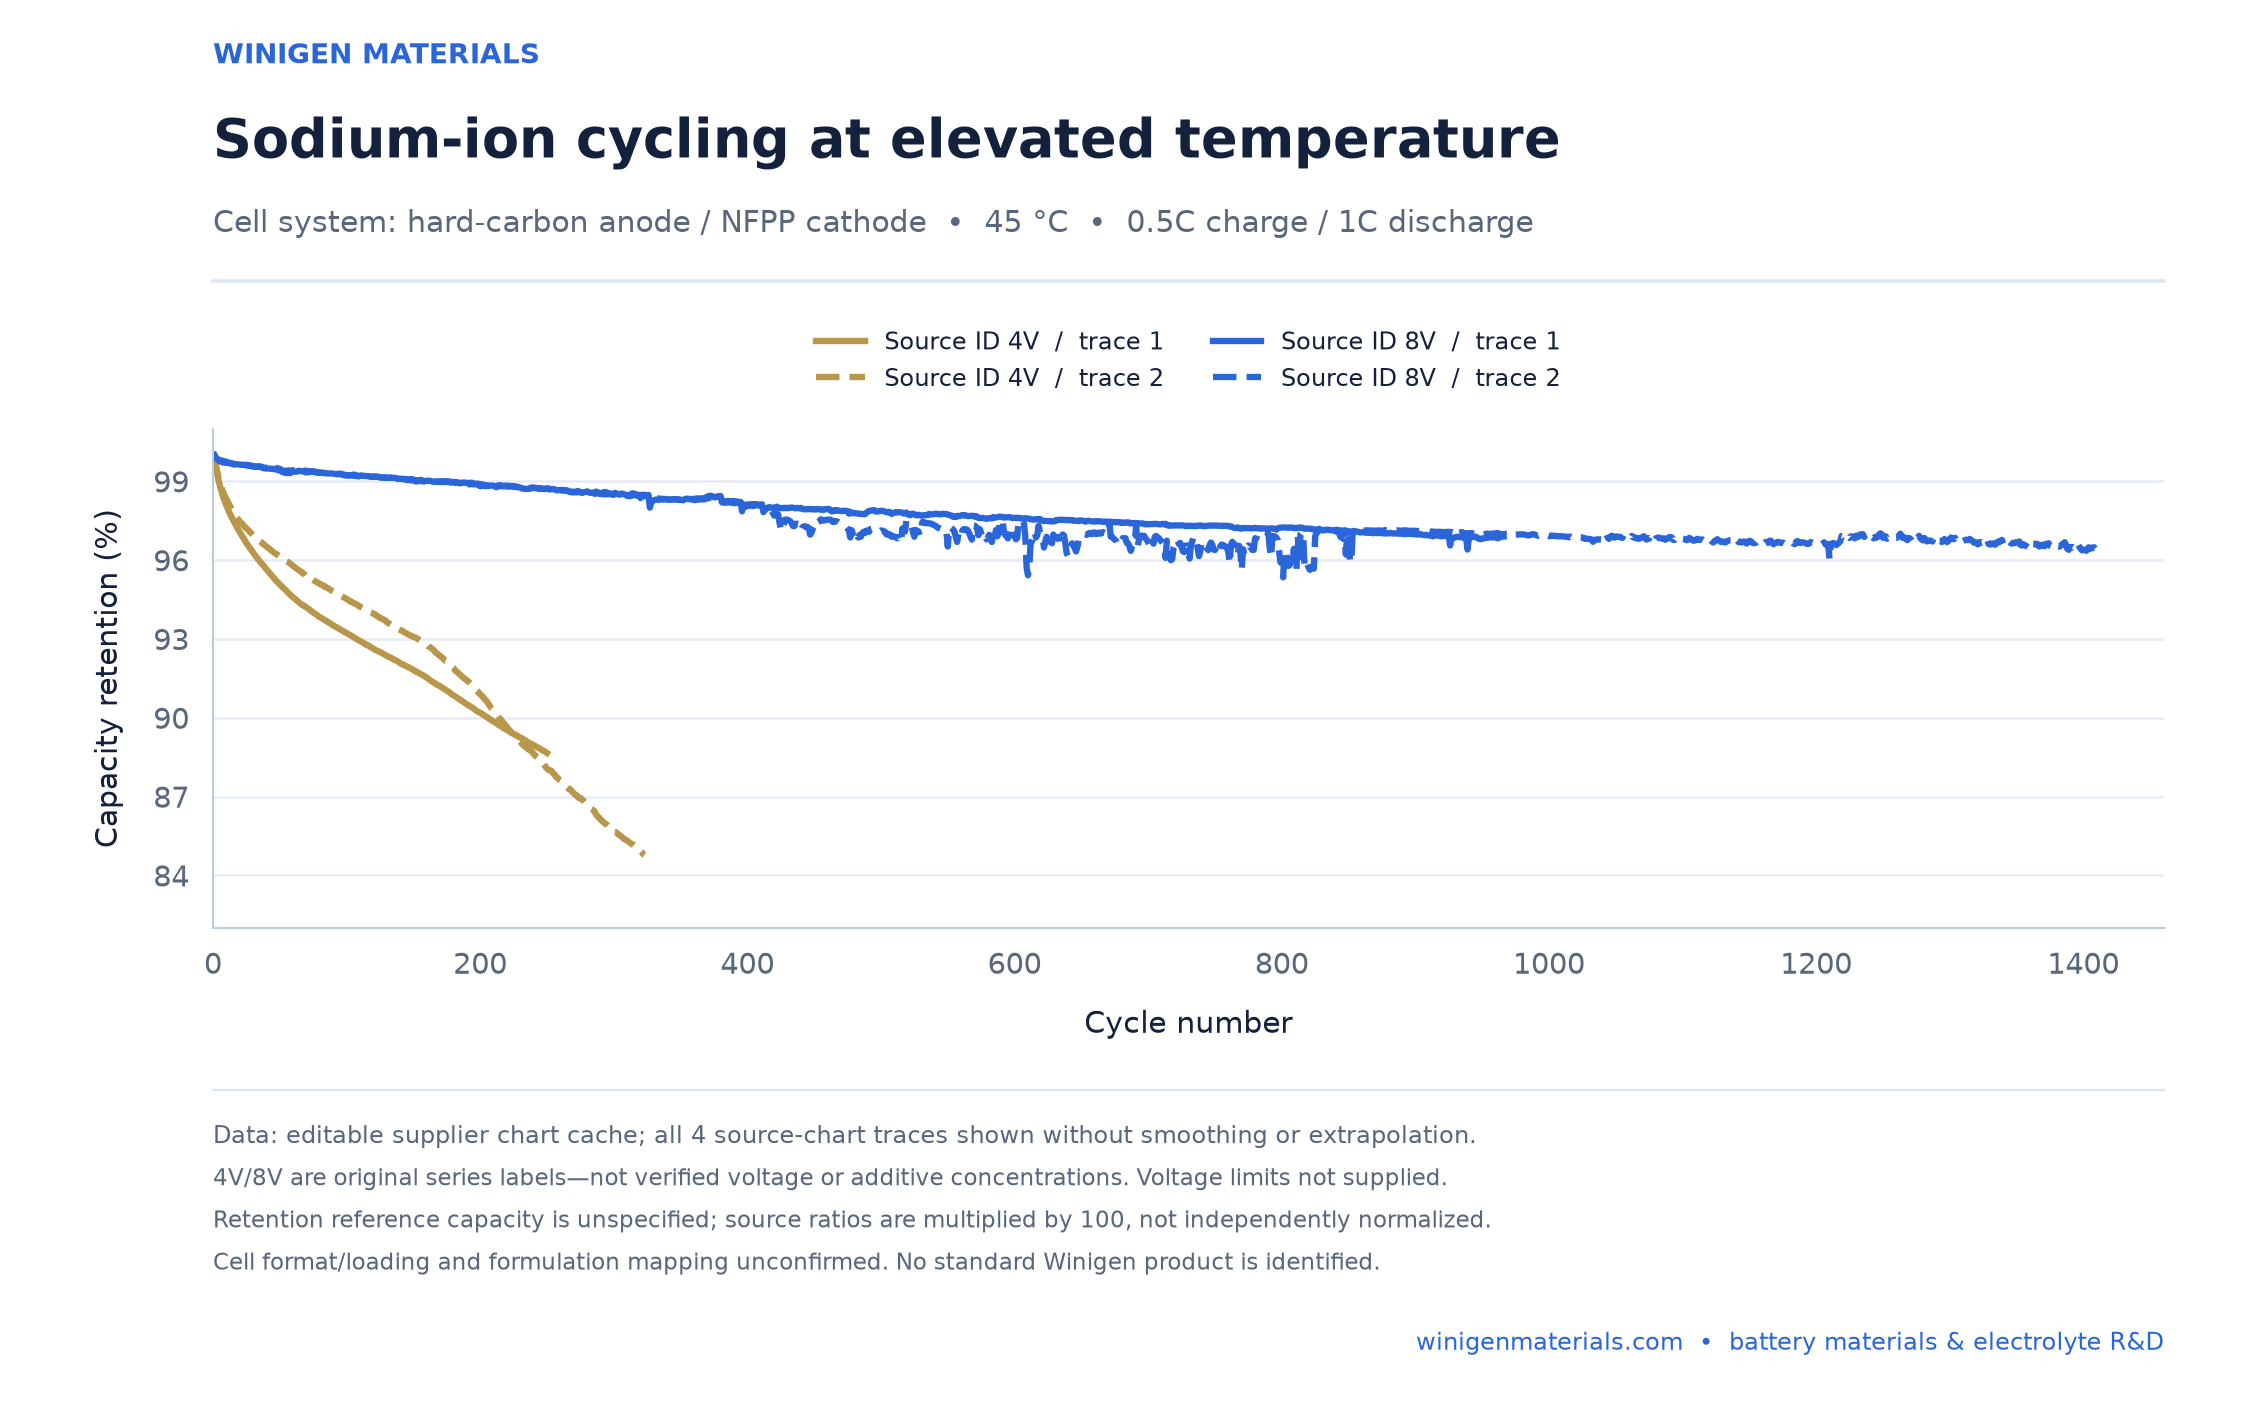 WINIGEN MATERIALS
Sodium-ion cycling at elevated temperature
Cell system: hard-carbon anode / NFPP cathode • 45 °C • 0.5C charge / 1C discharge
Source ID 4V / trace 1
Source ID 8V / trace 1
Source ID 4V / trace 2
Source ID 8V / trace 2
Capacity retention (%)
99
96
93
90
87
84
0 200 400 600 800 1000 1200 1400
Cycle number
Data: editable supplier chart cache; all 4 source-chart traces shown without smoothing or extrapolation.
4V/8V are original series labels—not verified voltage or additive concentrations. Voltage limits not supplied.
Retention reference capacity is unspecified; source ratios are multiplied by 100, not independently normalized.
Cell format/loading and formulation mapping unconfirmed. No standard Winigen product is identified.
winigenmaterials.com • battery materials & electrolyte R&D